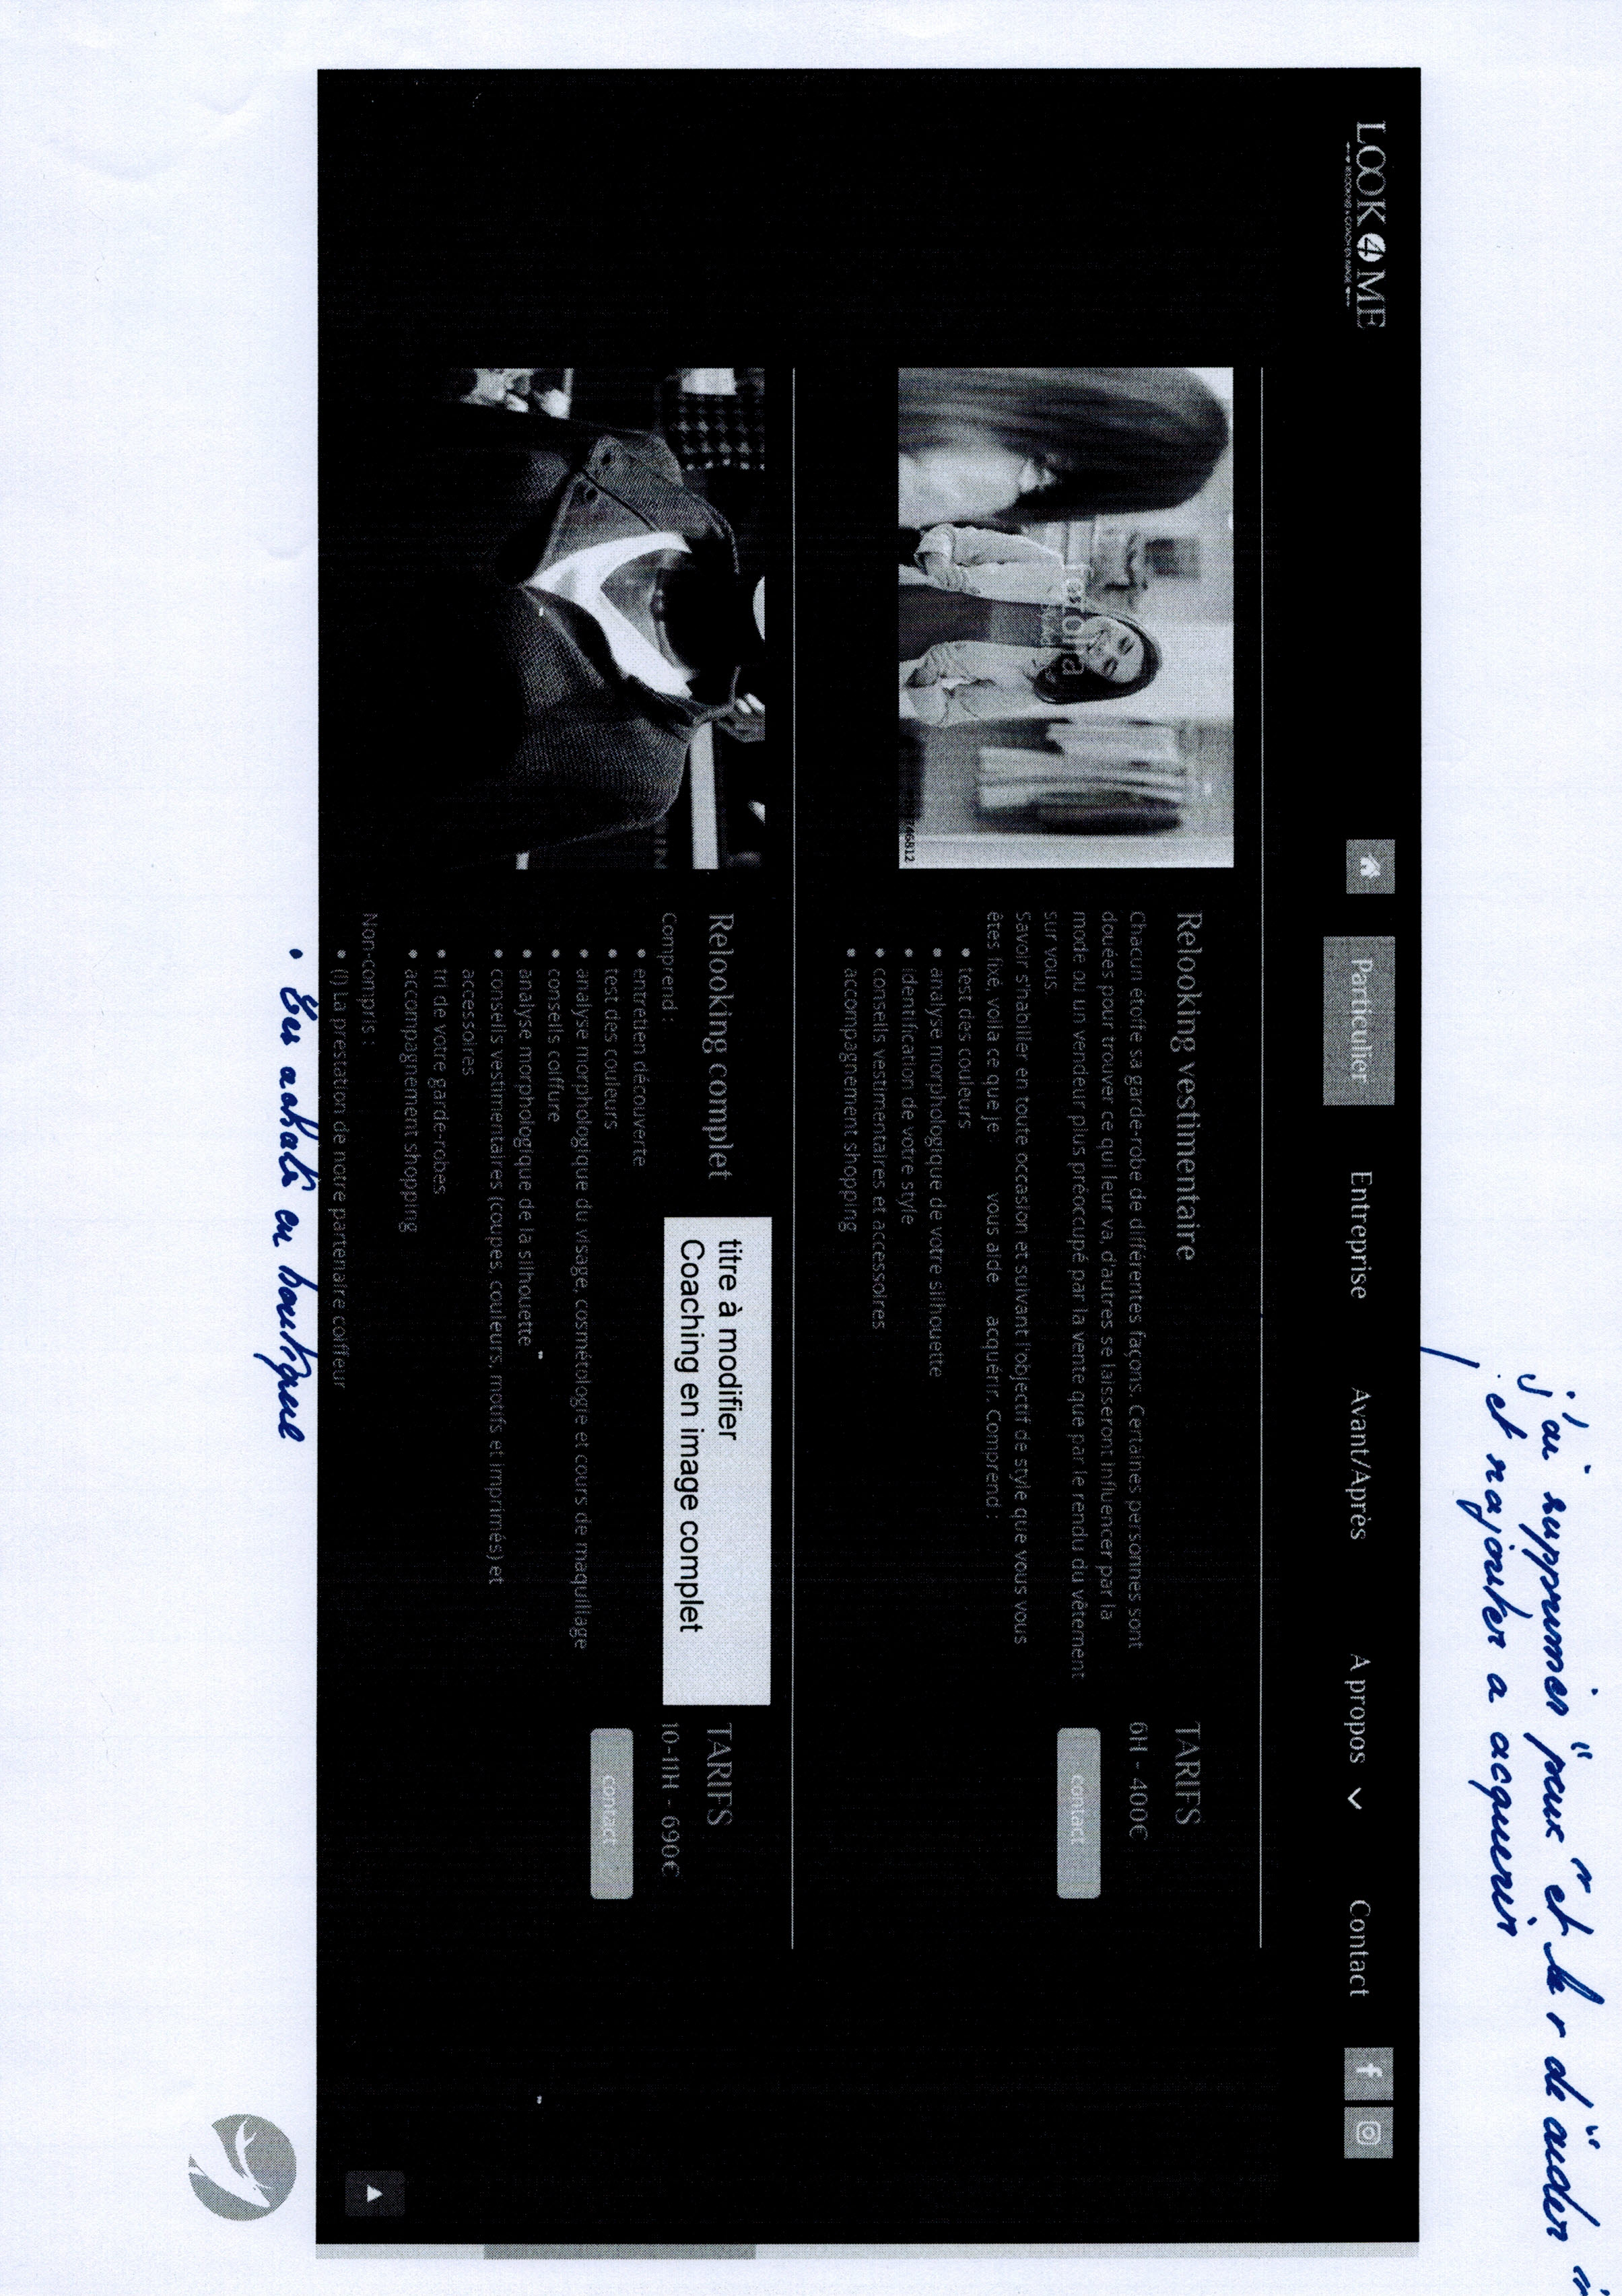 j'ai supprimer "peux" et le r de "aider"
et rajouter a acquerir
LOOK 4 ME
RELOOKING & COACH EN IMAGE
Particulier
Entreprise
Avant/Après
A propos
Contact
Relooking vestimentaire
TARIFS
Chacun étoffe sa garde-robe de différentes façons. Certaines personnes sont
6H - 400€
douées pour trouver ce qui leur va, d'autres se laisseront influencer par la
contact
mode ou un vendeur plus préoccupé par la vente que par le rendu du vêtement
sur vous.
Savoir s'habiller en toute occasion et suivant l'objectif de style que vous vous
êtes fixé, voila ce que je vous aide acquérir. Comprend :
• test des couleurs
• analyse morphologique de votre silhouette
• identification de votre style
• conseils vestimentaires et accessoires
• accompagnement shopping
746812
Relooking complet
titre à modifier
Coaching en image complet
TARIFS
10-11H - 690€
Comprend :
contact
• entretien découverte
• test des couleurs
• analyse morphologique du visage, cosmétologie et cours de maquillage
• conseils coiffure
• analyse morphologique de la silhouette
• conseils vestimentaires (coupes, couleurs, motifs et imprimés) et
accessoires
• tri de votre garde-robes
• accompagnement shopping
Non-compris :
• (!) La prestation de notre partenaire coiffeur
• les achats en boutique